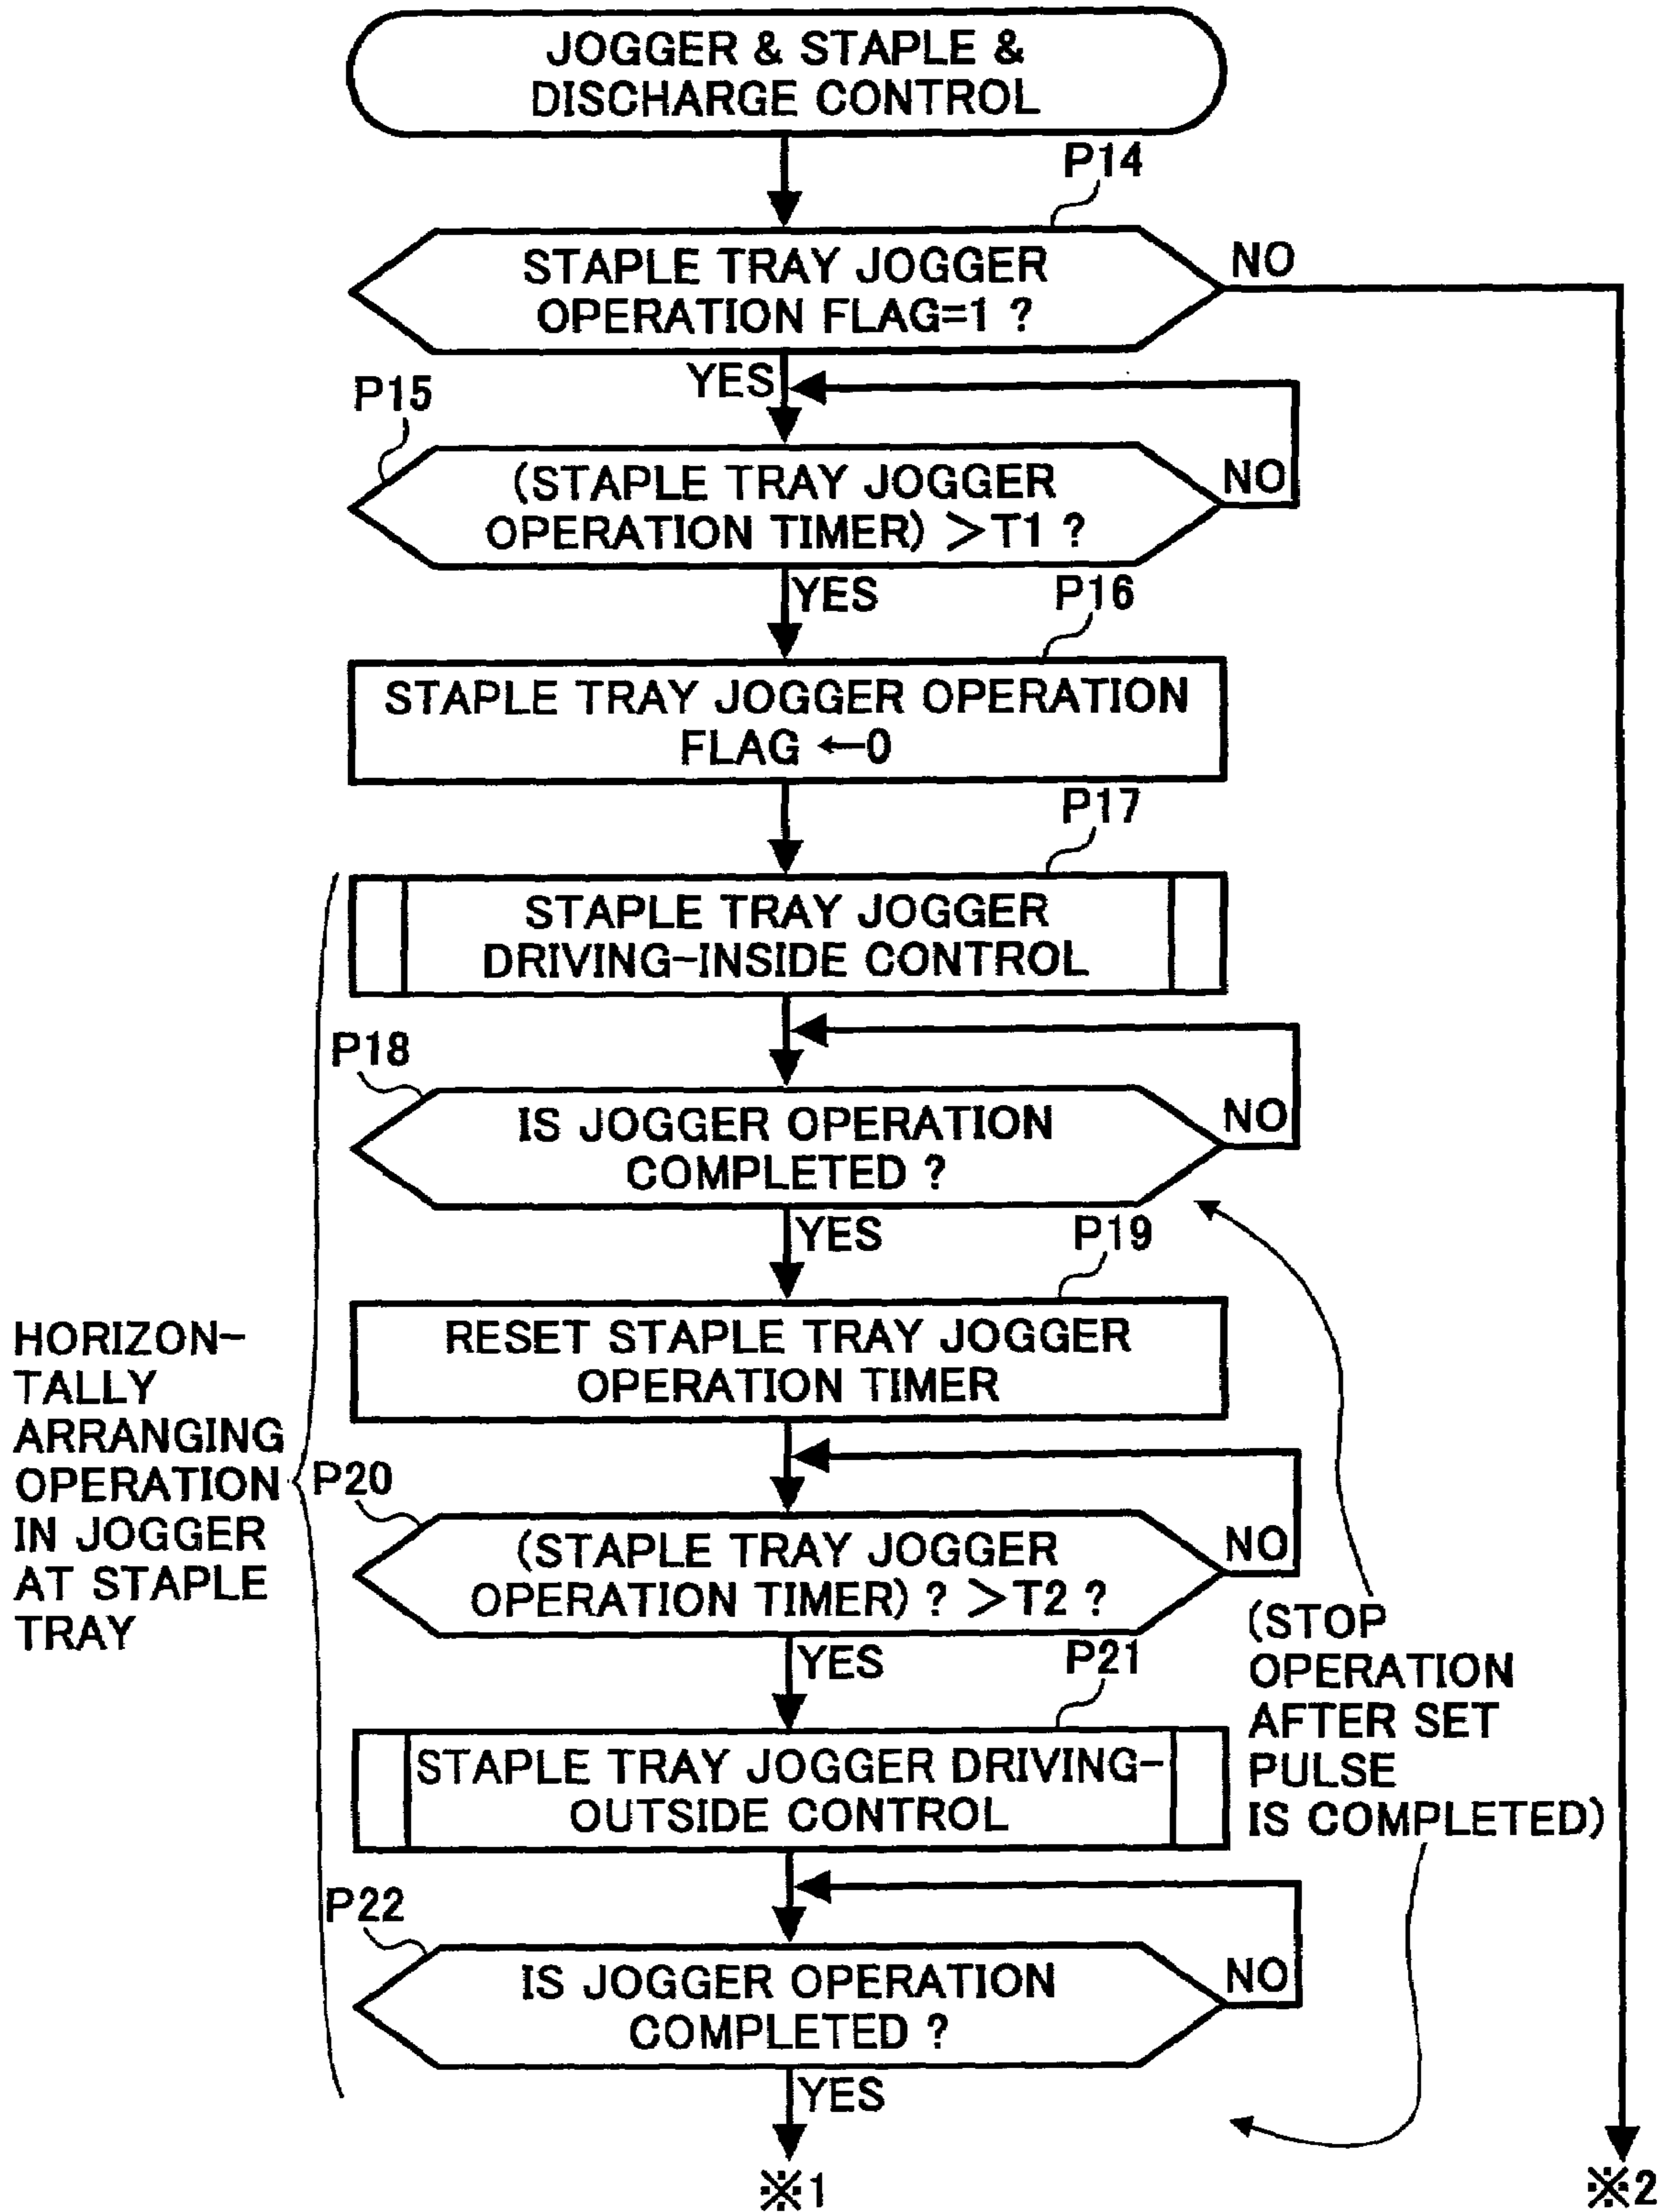 JOGGER & STAPLE &
DISCHARGE CONTROL
P14
STAPLE TRAY JOGGER
OPERATION FLAG=1 ?
NO
YES
P15
(STAPLE TRAY JOGGER
OPERATION TIMER) >T1 ?
NO
YES
P16
STAPLE TRAY JOGGER OPERATION
FLAG ←0
P17
STAPLE TRAY JOGGER
DRIVING-INSIDE CONTROL
P18
IS JOGGER OPERATION
COMPLETED ?
NO
YES
P19
RESET STAPLE TRAY JOGGER
OPERATION TIMER
HORIZON-
TALLY
ARRANGING
OPERATION
IN JOGGER
AT STAPLE
TRAY
P20
(STAPLE TRAY JOGGER
OPERATION TIMER) ? >T2 ?
NO
YES
(STOP
OPERATION
AFTER SET
PULSE
IS COMPLETED)
P21
STAPLE TRAY JOGGER DRIVING-
OUTSIDE CONTROL
P22
IS JOGGER OPERATION
COMPLETED ?
NO
YES
※1
※2